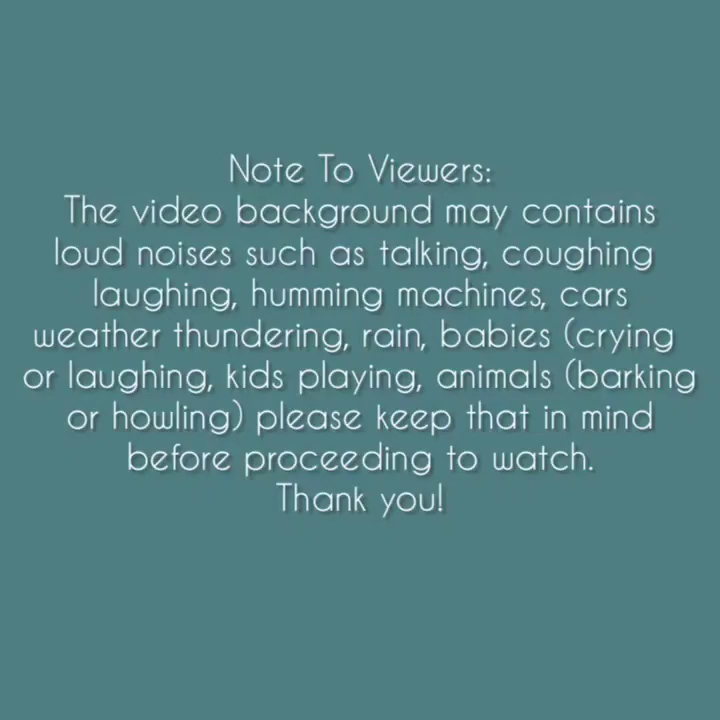 Note To Viewers:
The video background may contains
loud noises such as talking, coughing
laughing, humming machines, cars
weather thundering, rain, babies (crying
or laughing, kids playing, animals (barking
or howling) please keep that in mind
before proceeding to watch.
Thank you!